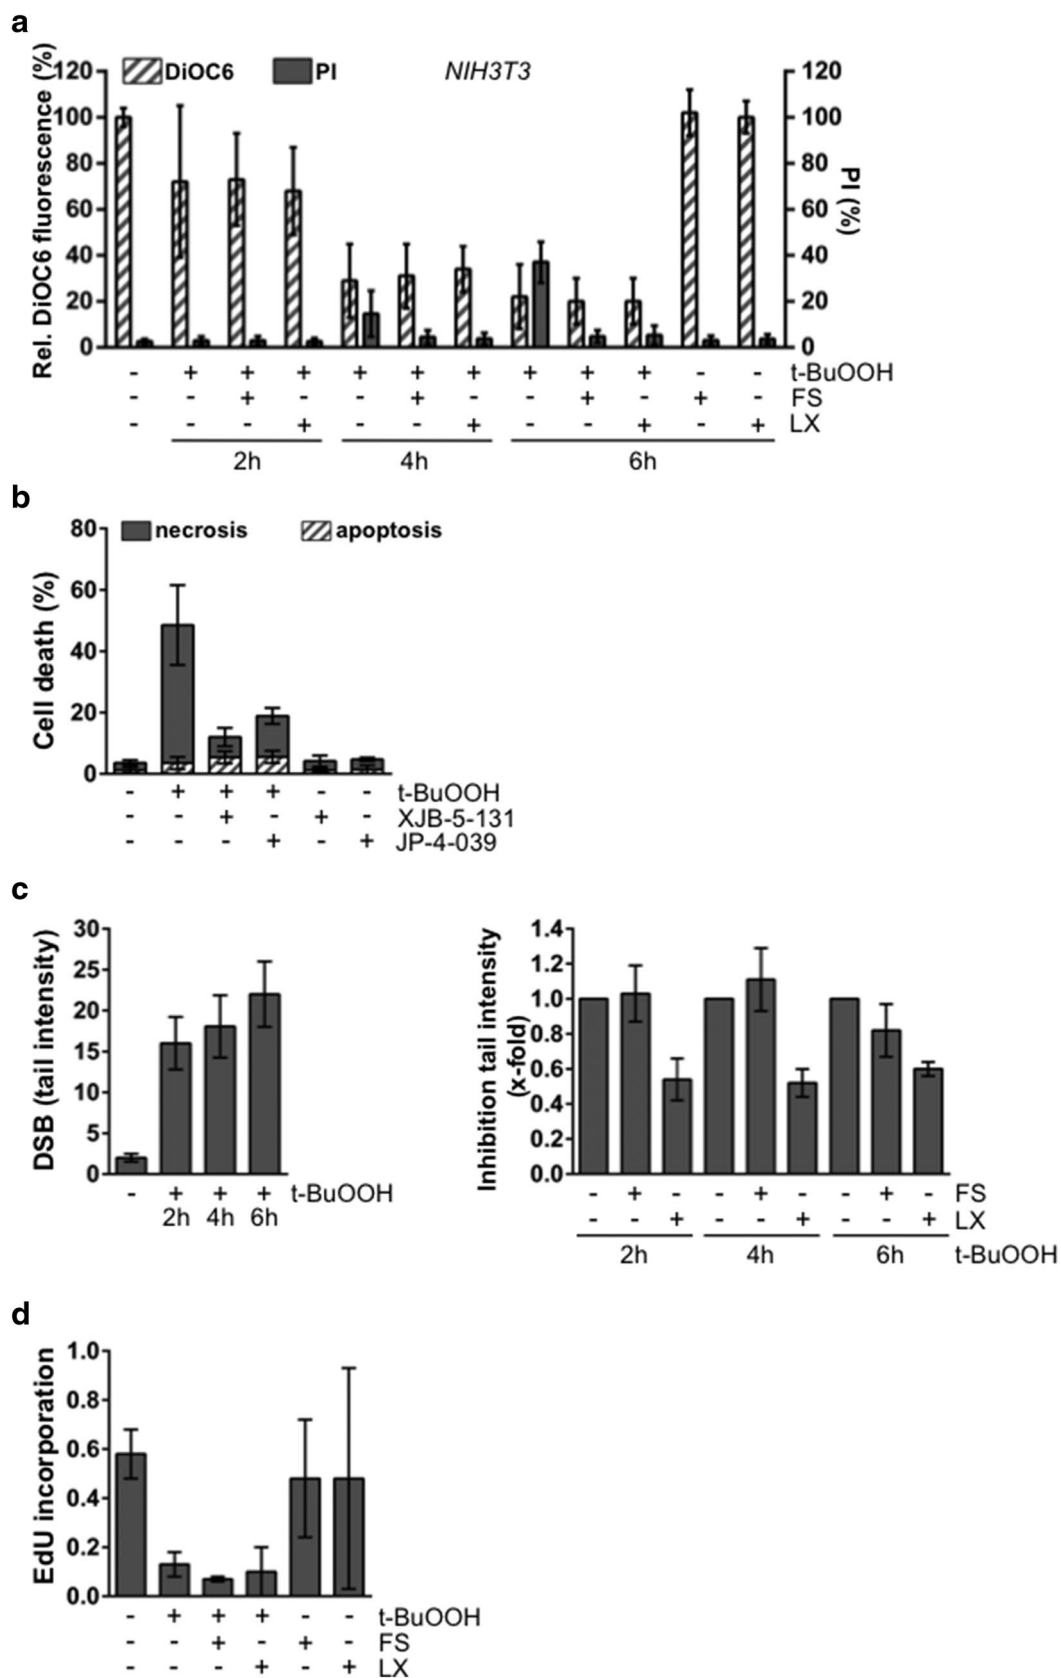 a
DiOC6 PI NIH3T3
Rel. DiOC6 fluorescence (%)
120 100 80 60 40 20 0
120 100 80 60 40 20 0
PI (%)
- + + + + + + + + + - - t-BuOOH
- - + - - + - - + - + - FS
- - - + - - + - - + - + LX
2h 4h 6h
b
necrosis apoptosis
Cell death (%)
80 60 40 20 0
- + + + - - t-BuOOH
- - + - + - XJB-5-131
- - - + - + JP-4-039
c
DSB (tail intensity)
30 25 20 15 10 5 0
- + + + t-BuOOH
2h 4h 6h
Inhibition tail intensity
(x-fold)
1.4 1.2 1.0 0.8 0.6 0.4 0.2 0.0
- + - - + - - + - FS
- - + - - + - - + LX
2h 4h 6h t-BuOOH
d
EdU incorporation
1.0 0.8 0.6 0.4 0.2 0.0
- + + + - - t-BuOOH
- - + - + - FS
- - - + - + LX